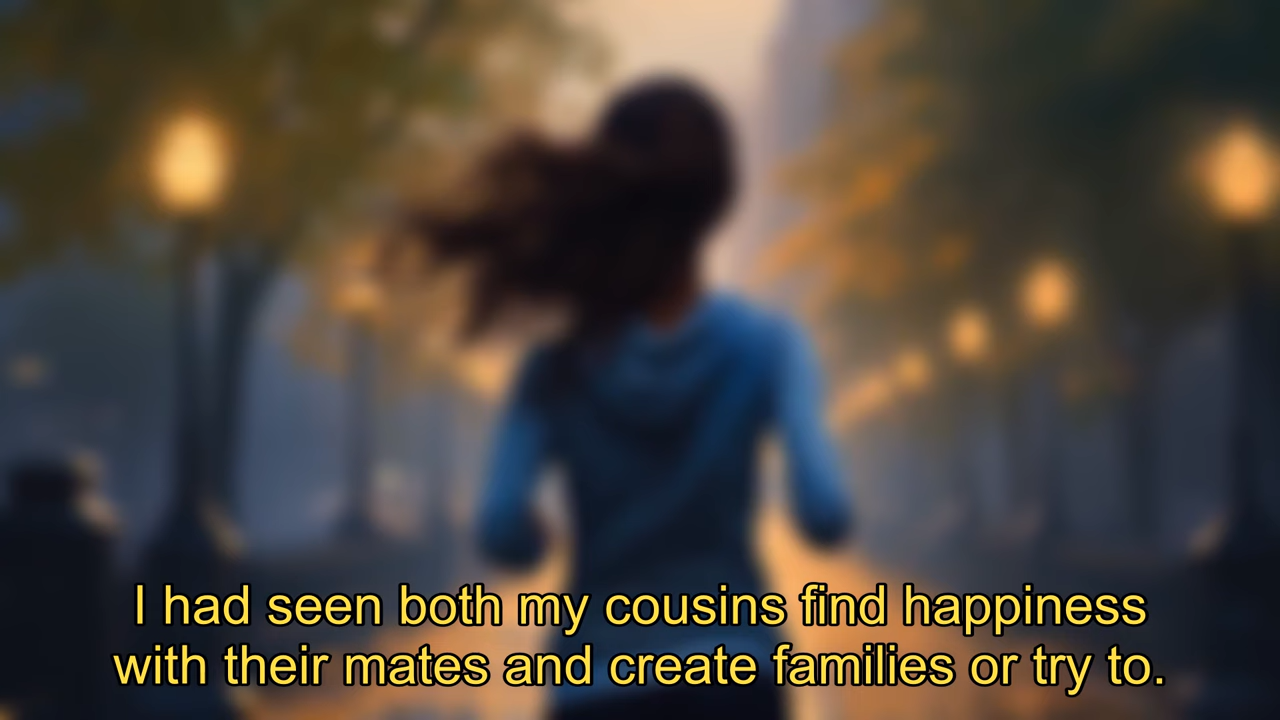 I had seen both my cousins find happiness
with their mates and create families or try to.